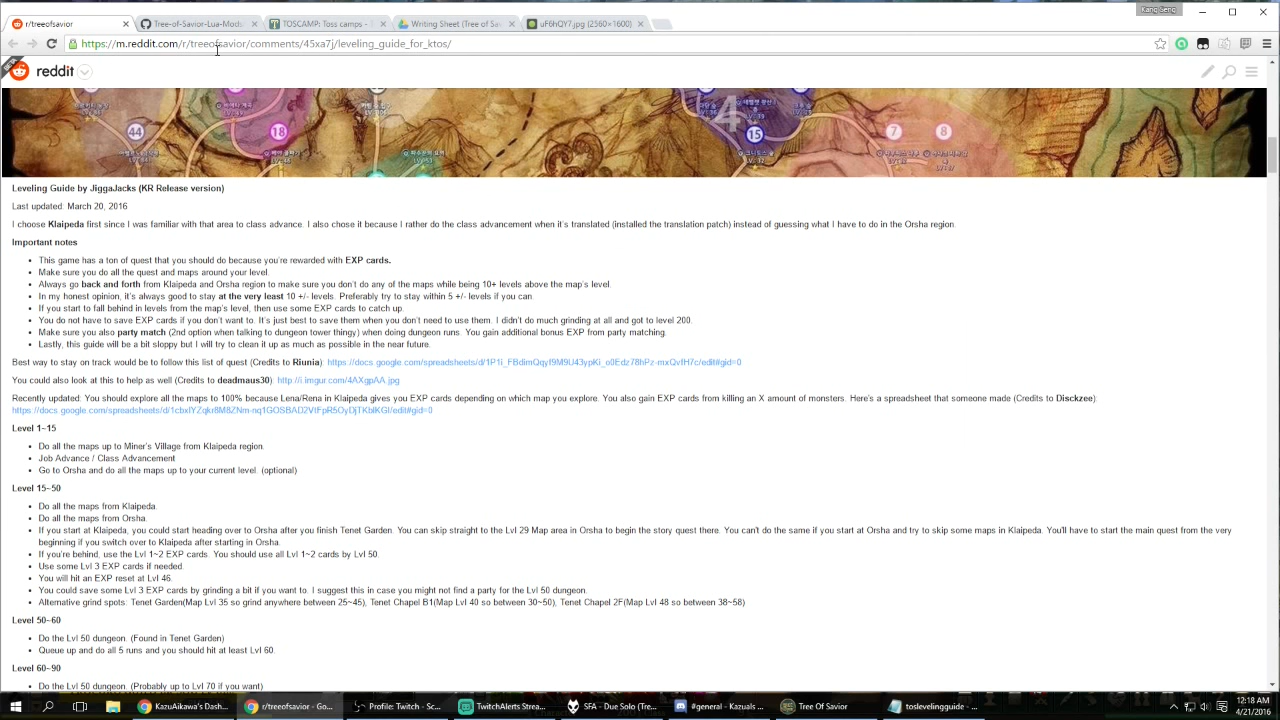 Kang Seng
r/treeofsavior
Tree-of-Savior-Lua-Mods
TOSCAMP: Toss camps -
Writing Sheet (Tree of Sav
uF6hQY7.jpg (2560×1600)
https://m.reddit.com/r/treeofsavior/comments/45xa7j/leveling_guide_for_ktos/
reddit
44
18
15
7
8
Leveling Guide by JiggaJacks (KR Release version)
Last updated: March 20, 2016
I choose Klaipeda first since I was familiar with that area to class advance. I also chose it because I rather do the class advancement when it's translated (installed the translation patch) instead of guessing what I have to do in the Orsha region.
Important notes
• This game has a ton of quest that you should do because you're rewarded with EXP cards.
• Make sure you do all the quest and maps around your level.
• Always go back and forth from Klaipeda and Orsha region to make sure you don't do any of the maps while being 10+ levels above the map's level.
• In my honest opinion, it's always good to stay at the very least 10 +/- levels. Preferably try to stay within 5 +/- levels if you can.
• If you start to fall behind in levels from the map's level, then use some EXP cards to catch up.
• You do not have to save EXP cards if you don't want to. It's just best to save them when you don't need to use them. I didn't do much grinding at all and got to level 200.
• Make sure you also party match (2nd option when talking to dungeon tower thingy) when doing dungeon runs. You gain additional bonus EXP from party matching.
• Lastly, this guide will be a bit sloppy but I will try to clean it up as much as possible in the near future.
Best way to stay on track would be to follow this list of quest (Credits to Riunia):
You could also look at this to help as well (Credits to deadmaus30): http://i.imgur.com/4AXgpAA.jpg
Recently updated: You should explore all the maps to 100% because Lena/Rena in Klaipeda gives you EXP cards depending on which map you explore. You also gain EXP cards from killing an X amount of monsters. Here's a spreadsheet that someone made (Credits to Disckzee):
Level 1~15
• Do all the maps up to Miner's Village from Klaipeda region.
• Job Advance / Class Advancement
• Go to Orsha and do all the maps up to your current level. (optional)
Level 15~50
• Do all the maps from Klaipeda.
• Do all the maps from Orsha.
• If you start at Klaipeda, you could start heading over to Orsha after you finish Tenet Garden. You can skip straight to the Lvl 29 Map area in Orsha to begin the story quest there. You can't do the same if you start at Orsha and try to skip some maps in Klaipeda. You'll have to start the main quest from the very
beginning if you switch over to Klaipeda after starting in Orsha.
• If you're behind, use the Lvl 1~2 EXP cards. You should use all Lvl 1~2 cards by Lvl 50.
• Use some Lvl 3 EXP cards if needed.
• You will hit an EXP reset at Lvl 46.
• You could save some Lvl 3 EXP cards by grinding a bit if you want to. I suggest this in case you might not find a party for the Lvl 50 dungeon.
• Alternative grind spots: Tenet Garden(Map Lvl 35 so grind anywhere between 25~45), Tenet Chapel B1(Map Lvl 40 so between 30~50), Tenet Chapel 2F(Map Lvl 48 so between 38~58)
Level 50~60
• Do the Lvl 50 dungeon. (Found in Tenet Garden)
• Queue up and do all 5 runs and you should hit at least Lvl 60.
Level 60~90
• Do the Lvl 50 dungeon. (Probably up to Lvl 70 if you want)
KazuAikawa's Dash...
r/treeofsavior - Go...
Profile: Twitch - Sc...
TwitchAlerts Strea...
SFA - Due Solo (Tre...
#general - Kazuals ...
Tree Of Savior
toslevelingguide - ...
12:18 AM
4/21/2016